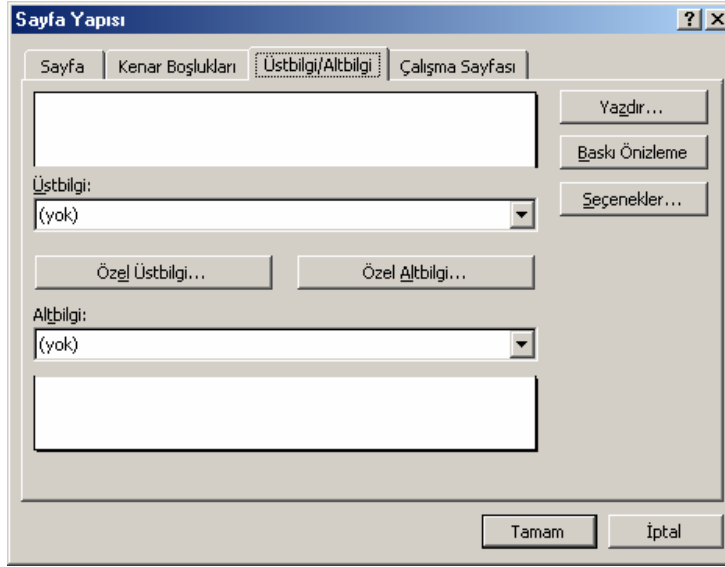 Sayfa Yapısı
Sayfa Kenar Boşlukları Üstbilgi/Altbilgi Çalışma Sayfası
Yazdır...
Baskı Önizleme
Üstbilgi:
Seçenekler...
(yok)
Özel Üstbilgi... Özel Altbilgi...
Altbilgi:
(yok)
Tamam İptal